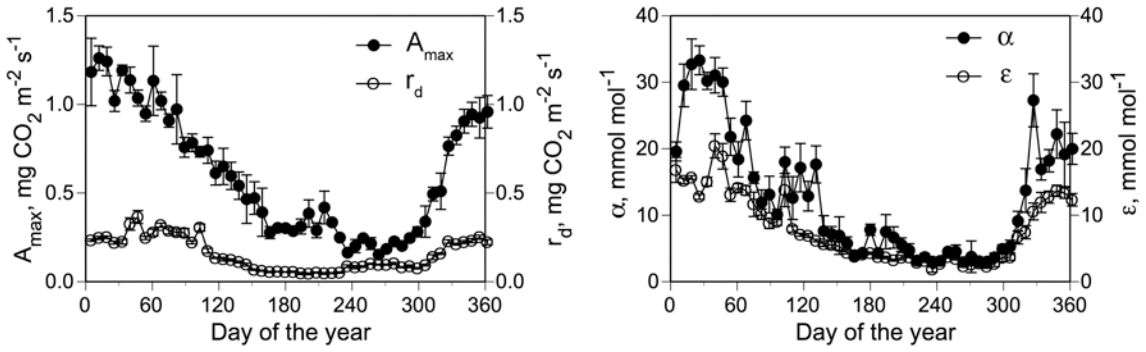 1.5
1.0
0.5
0.0
A_max, mg CO₂ m⁻² s⁻¹
A_max
r_d
1.5
1.0
0.5
0.0
r_d, mg CO₂ m⁻² s⁻¹
0 60 120 180 240 300 360
Day of the year
40
30
20
10
0
α, mmol mol⁻¹
α
ε
40
30
20
10
0
ε, mmol mol⁻¹
0 60 120 180 240 300 360
Day of the year